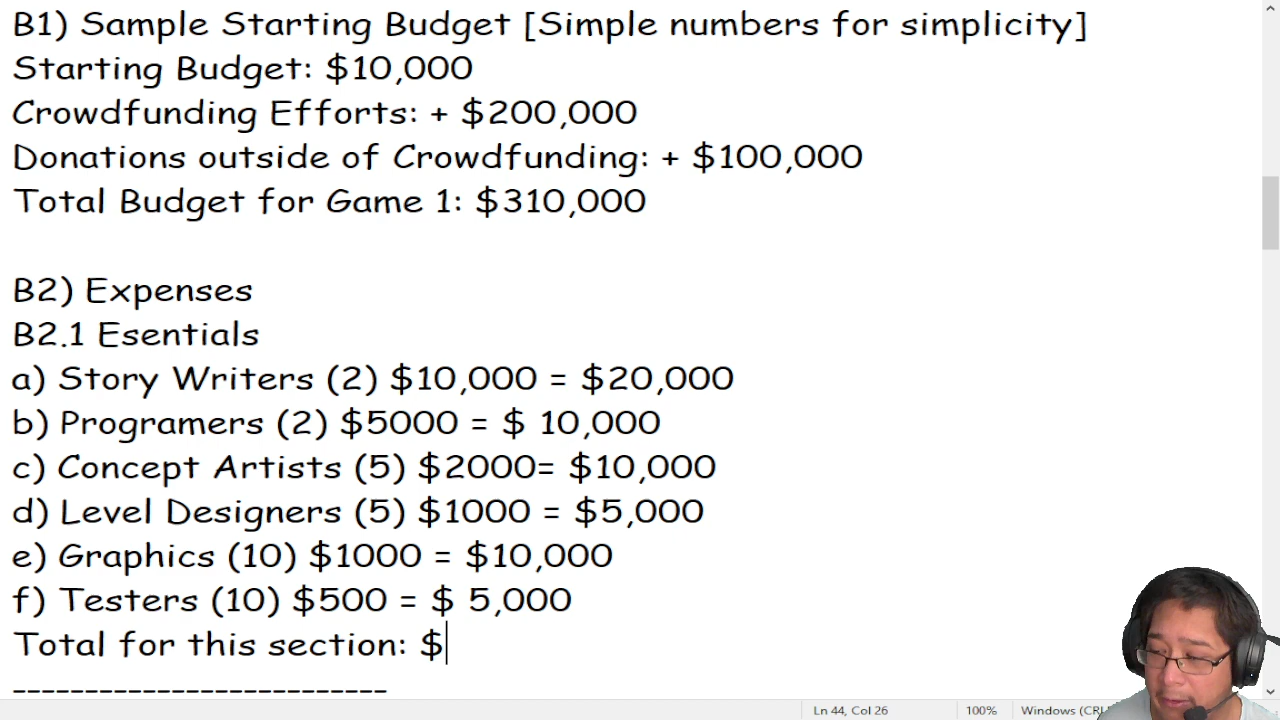 B1) Sample Starting Budget [Simple numbers for simplicity]
Starting Budget: $10,000
Crowdfunding Efforts: + $200,000
Donations outside of Crowdfunding: + $100,000
Total Budget for Game 1: $310,000
B2) Expenses
B2.1 Esentials
a) Story Writers (2) $10,000 = $20,000
b) Programers (2) $5000 = $ 10,000
c) Concept Artists (5) $2000= $10,000
d) Level Designers (5) $1000 = $5,000
e) Graphics (10) $1000 = $10,000
f) Testers (10) $500 = $ 5,000
Total for this section: $
--------------------------
Ln 44, Col 26 100% Windows (CRL